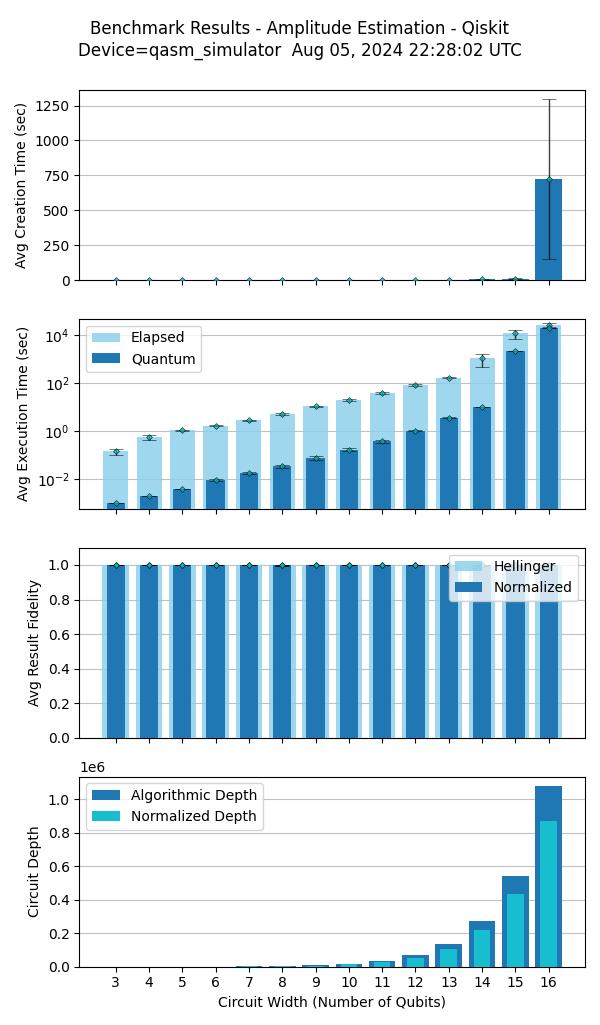 Benchmark Results - Amplitude Estimation - Qiskit
Device=qasm_simulator  Aug 05, 2024 22:28:02 UTC
Avg Creation Time (sec)
1250
1000
750
500
250
0
Avg Execution Time (sec)
10^4
10^2
10^0
10^−2
Elapsed
Quantum
Avg Result Fidelity
1.0
0.8
0.6
0.4
0.2
0.0
Hellinger
Normalized
1e6
Circuit Depth
1.0
0.8
0.6
0.4
0.2
0.0
Algorithmic Depth
Normalized Depth
3 4 5 6 7 8 9 10 11 12 13 14 15 16
Circuit Width (Number of Qubits)